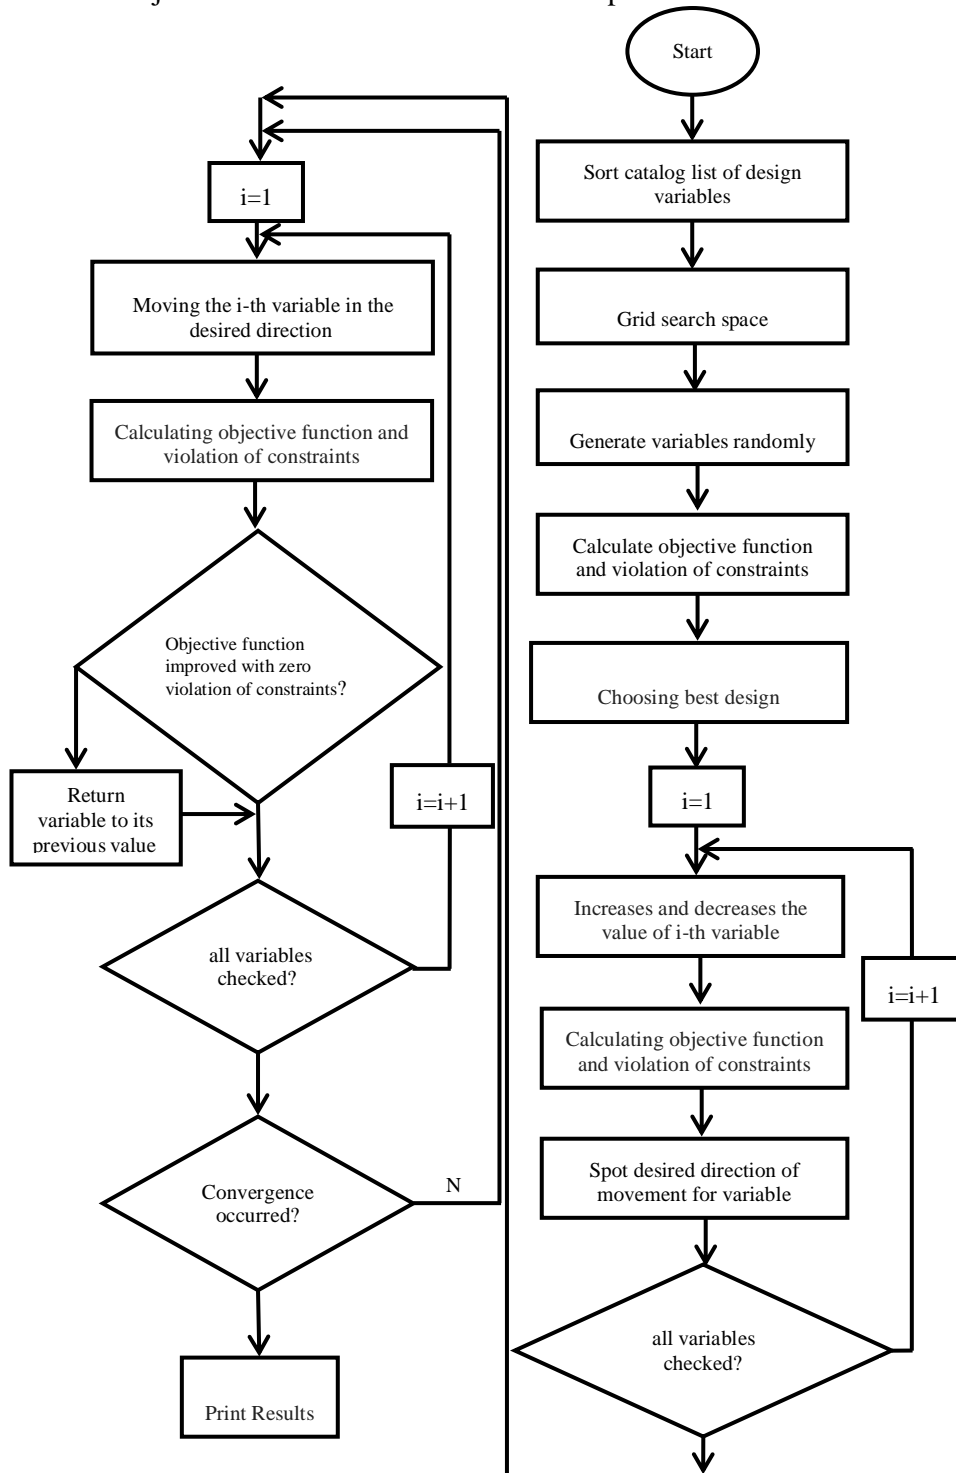 Start
Sort catalog list of design
variables
Grid search space
Generate variables randomly
Calculate objective function
and violation of constraints
Choosing best design
i=1
Increases and decreases the
value of i-th variable
i=i+1
Calculating objective function
and violation of constraints
Spot desired direction of
movement for variable
all variables
checked?
i=1
Moving the i-th variable in the
desired direction
Calculating objective function and
violation of constraints
Objective function
improved with zero
violation of constraints?
Return
variable to its
previous value
i=i+1
all variables
checked?
Convergence
occurred?
N
Print Results